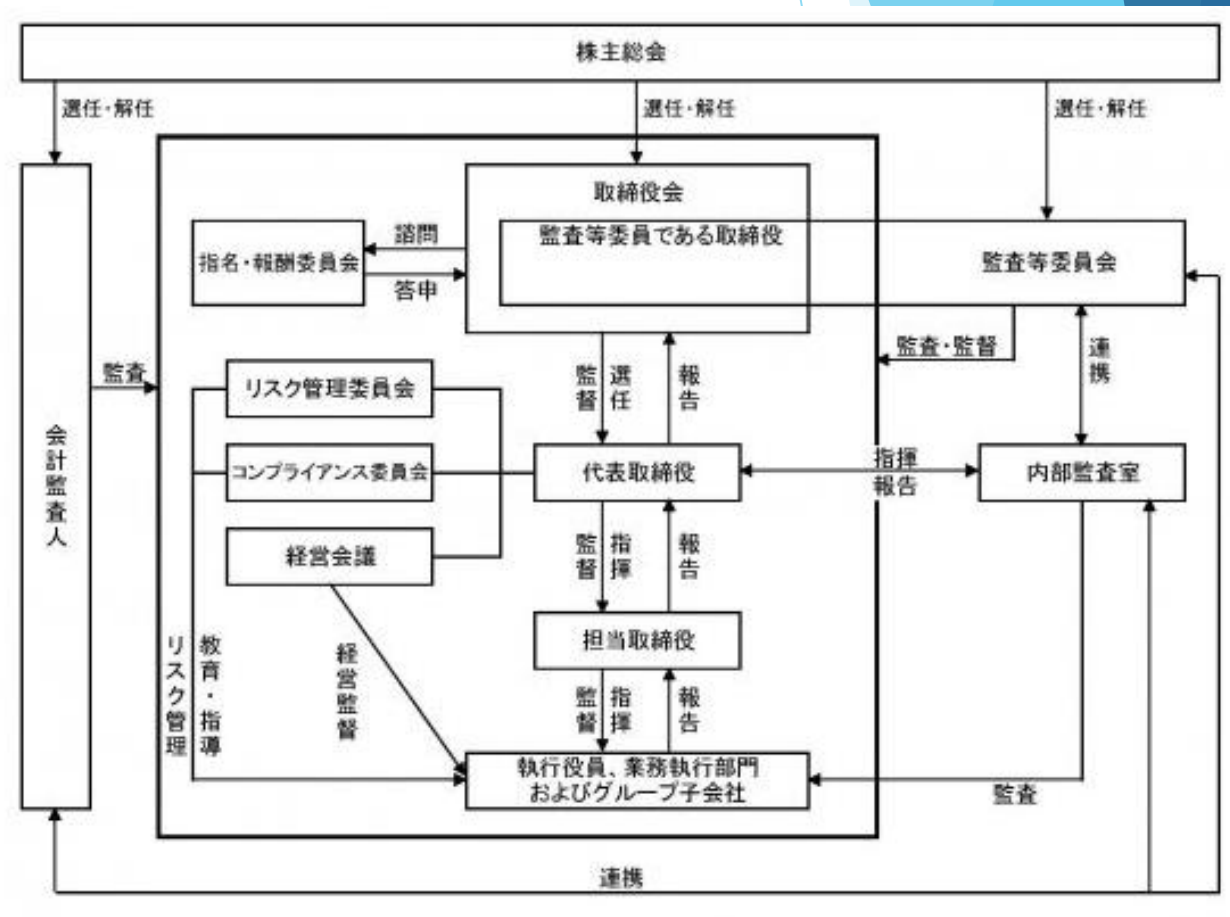 株主総会
選任・解任
選任・解任
選任・解任
取締役会
監査等委員である取締役
監査等委員会
指名・報酬委員会
諮問
答申
監査・監督
連携
監査
リスク管理委員会
監督
選任
報告
コンプライアンス委員会
代表取締役
指揮
報告
内部監査室
会計監査人
経営会議
監督
指揮
報告
担当取締役
リスク管理
教育・指導
経営監督
監督
指揮
報告
執行役員、業務執行部門
およびグループ子会社
監査
連携